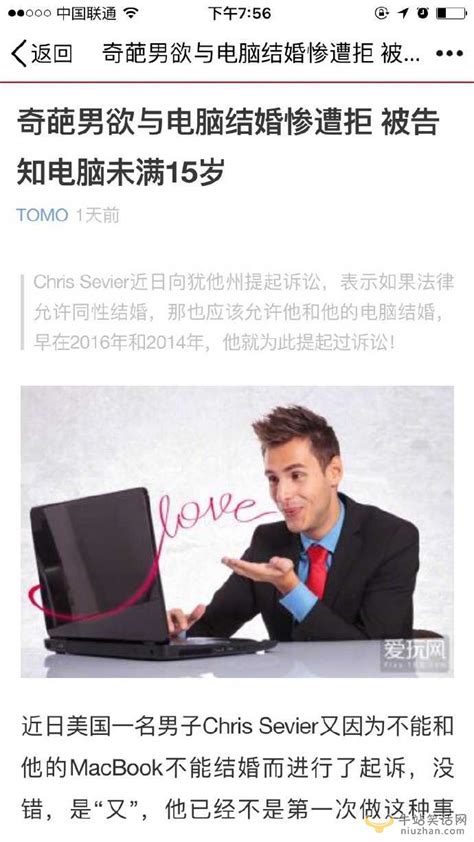 中国联通 下午7:56
返回 奇葩男欲与电脑结婚惨遭拒 被...
奇葩男欲与电脑结婚惨遭拒 被告
知电脑未满15岁
TOMO 1天前
Chris Sevier近日向犹他州提起诉讼，表示如果法律
允许同性结婚，那也应该允许他和他的电脑结婚，
早在2016年和2014年，他就为此提起过诉讼!
love
爱玩网
近日美国一名男子Chris Sevier又因为不能和
他的MacBook不能结婚而进行了起诉，没
错，是“又”，他已经不是第一次做这种事
牛站笑话网
niuzhan.com